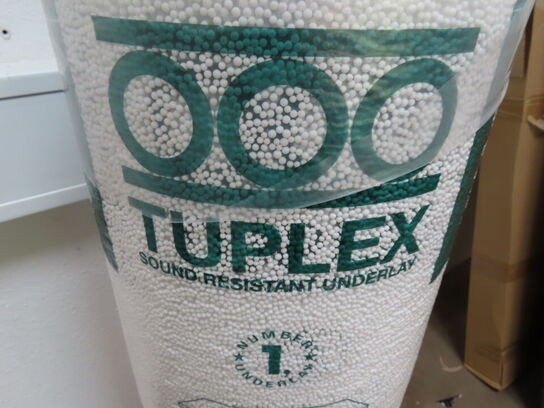 TUPLEX
SOUND RESISTANT UNDERLAY
NUMBER
1.
UNDERLAY